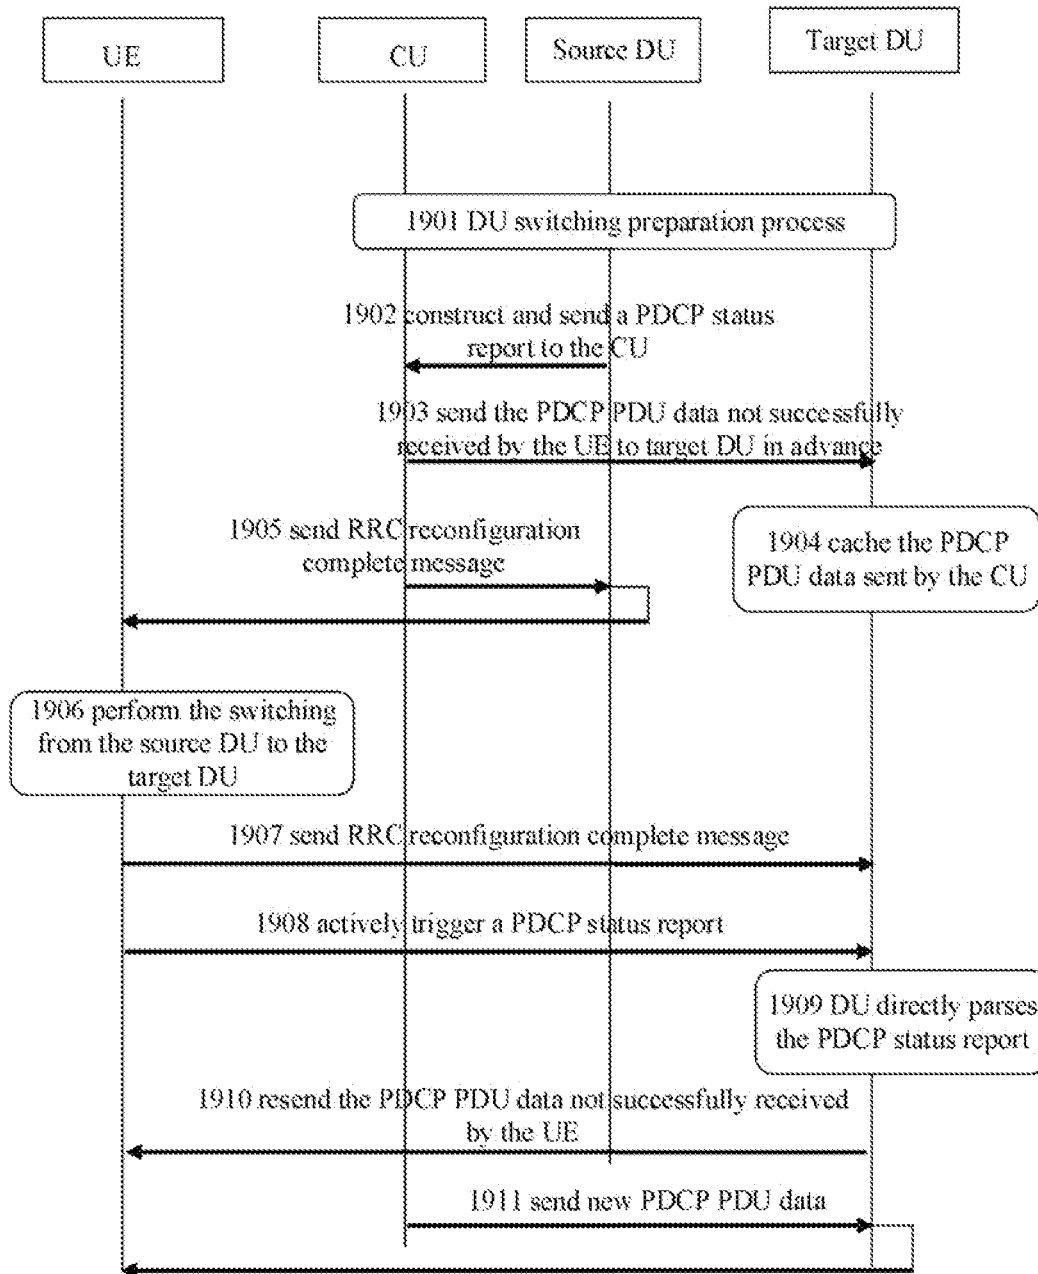 UE
CU
Source DU
Target DU
1901 DU switching preparation process
1902 construct and send a PDCP status
report to the CU
1903 send the PDCP PDU data not successfully
received by the UE to target DU in advance
1904 cache the PDCP
PDU data sent by the CU
1905 send RRC reconfiguration
complete message
1906 perform the switching
from the source DU to the
target DU
1907 send RRC reconfiguration complete message
1908 actively trigger a PDCP status report
1909 DU directly parses
the PDCP status report
1910 resend the PDCP PDU data not successfully received
by the UE
1911 send new PDCP PDU data